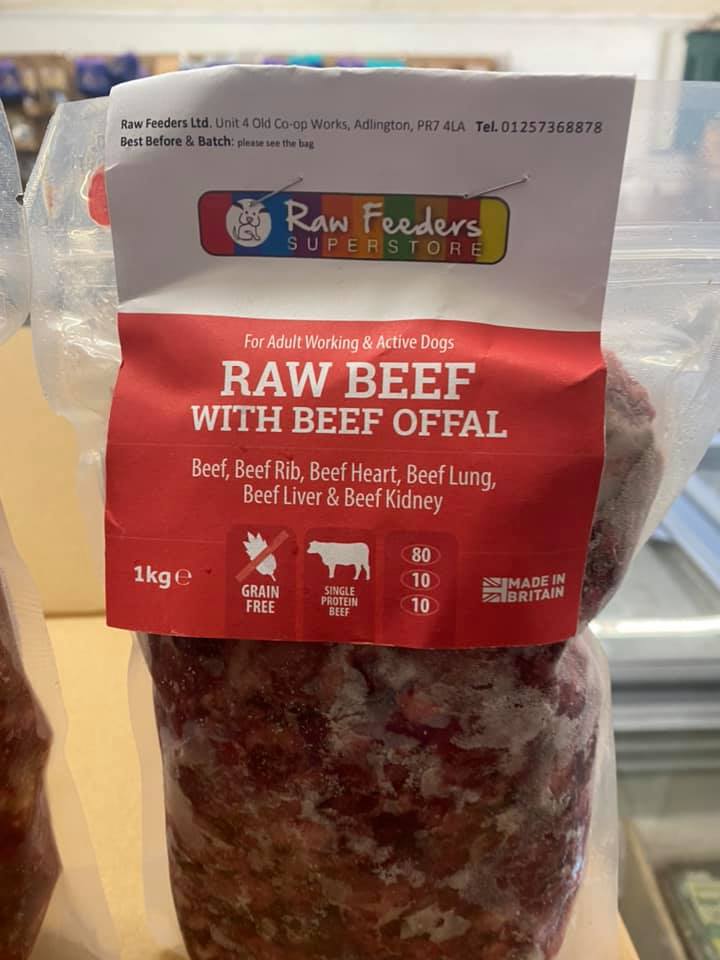 Raw Feeders Ltd. Unit 4 Old Co-op Works, Adlington, PR7 4LA Tel. 01257368878
Best Before & Batch: please see the bag
Raw Feeders
SUPERSTORE
For Adult Working & Active Dogs
RAW BEEF
WITH BEEF OFFAL
Beef, Beef Rib, Beef Heart, Beef Lung,
Beef Liver & Beef Kidney
1kg e
GRAIN
FREE
SINGLE
PROTEIN
BEEF
80
10
10
MADE IN
BRITAIN